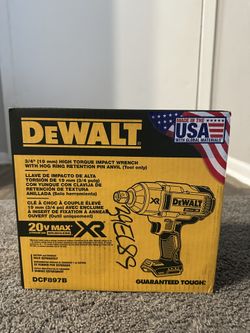 MADE IN THE
USA
WITH GLOBAL MATERIALS
DEWALT
3/4" (19 mm) HIGH TORQUE IMPACT WRENCH
WITH HOG RING RETENTION PIN ANVIL (Tool only)
LLAVE DE IMPACTO DE ALTA
TORSIÓN DE 19 mm (3/4 pulg)
CON YUNQUE CON CLAVIJA DE
RETENCIÓN DE TEXTURA
ANILLADA (Solo herramienta)
CLÉ À CHOC À COUPLE ÉLEVÉ
19 mm (3/4 po) AVEC ENCLUME
À INSERT DE FIXATION À ANNEAU
OUVERT (Outil uniquement)
20V MAX*
XR
DEWALT
XR
DCF897B
GUARANTEED TOUGH.